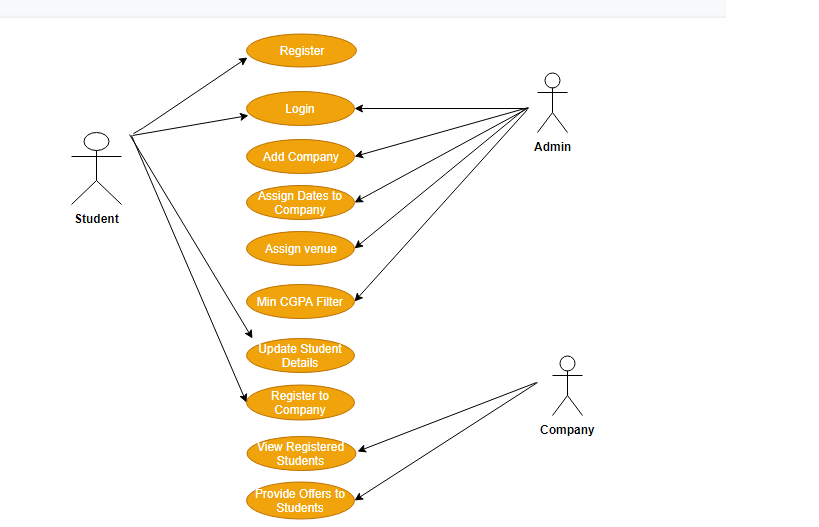 Register
Login
Add Company
Assign Dates to
Company
Assign venue
Min CGPA Filter
Update Student
Details
Register to
Company
View Registered
Students
Provide Offers to
Students
Student
Admin
Company